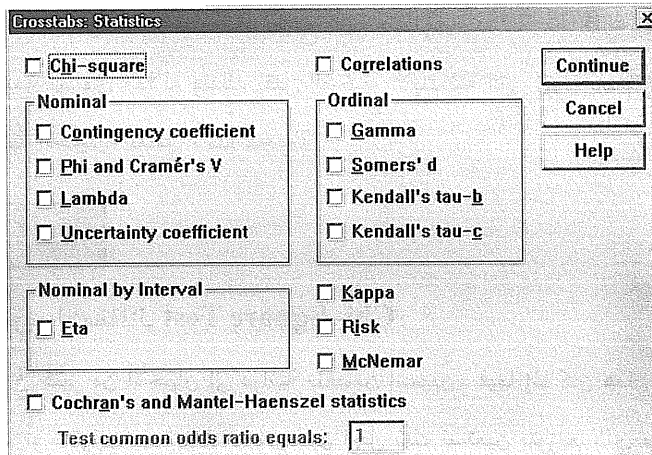 Crosstabs: Statistics
Chi-square
Correlations
Continue
Cancel
Help
Nominal
Contingency coefficient
Phi and Cramér's V
Lambda
Uncertainty coefficient
Ordinal
Gamma
Somers' d
Kendall's tau-b
Kendall's tau-c
Nominal by Interval
Eta
Kappa
Risk
McNemar
Cochran's and Mantel-Haenszel statistics
Test common odds ratio equals: 1